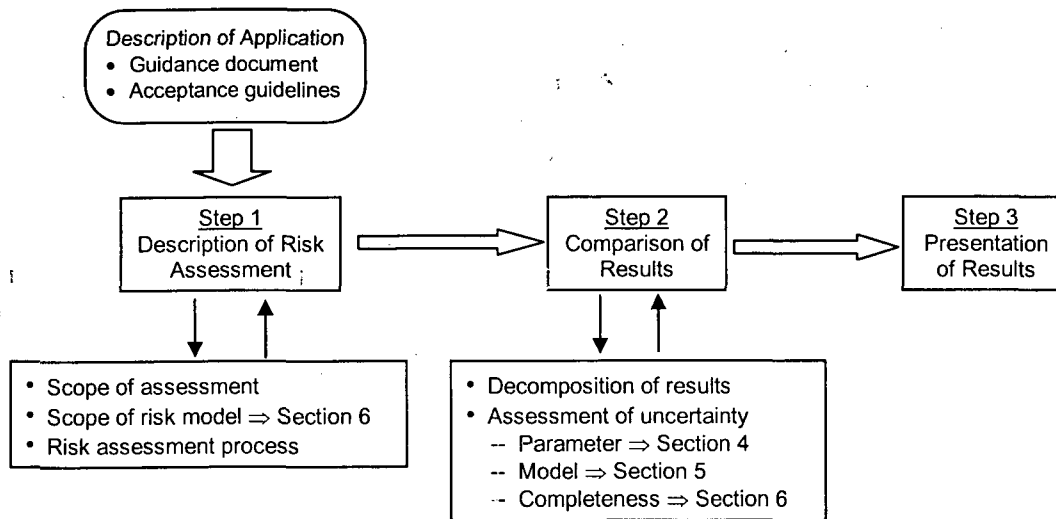 Description of Application
• Guidance document
• Acceptance guidelines
Step 1
Description of Risk
Assessment
Step 2
Comparison of
Results
Step 3
Presentation
of Results
• Scope of assessment
• Scope of risk model ⇒ Section 6
• Risk assessment process
• Decomposition of results
• Assessment of uncertainty
-- Parameter ⇒ Section 4
-- Model ⇒ Section 5
-- Completeness ⇒ Section 6